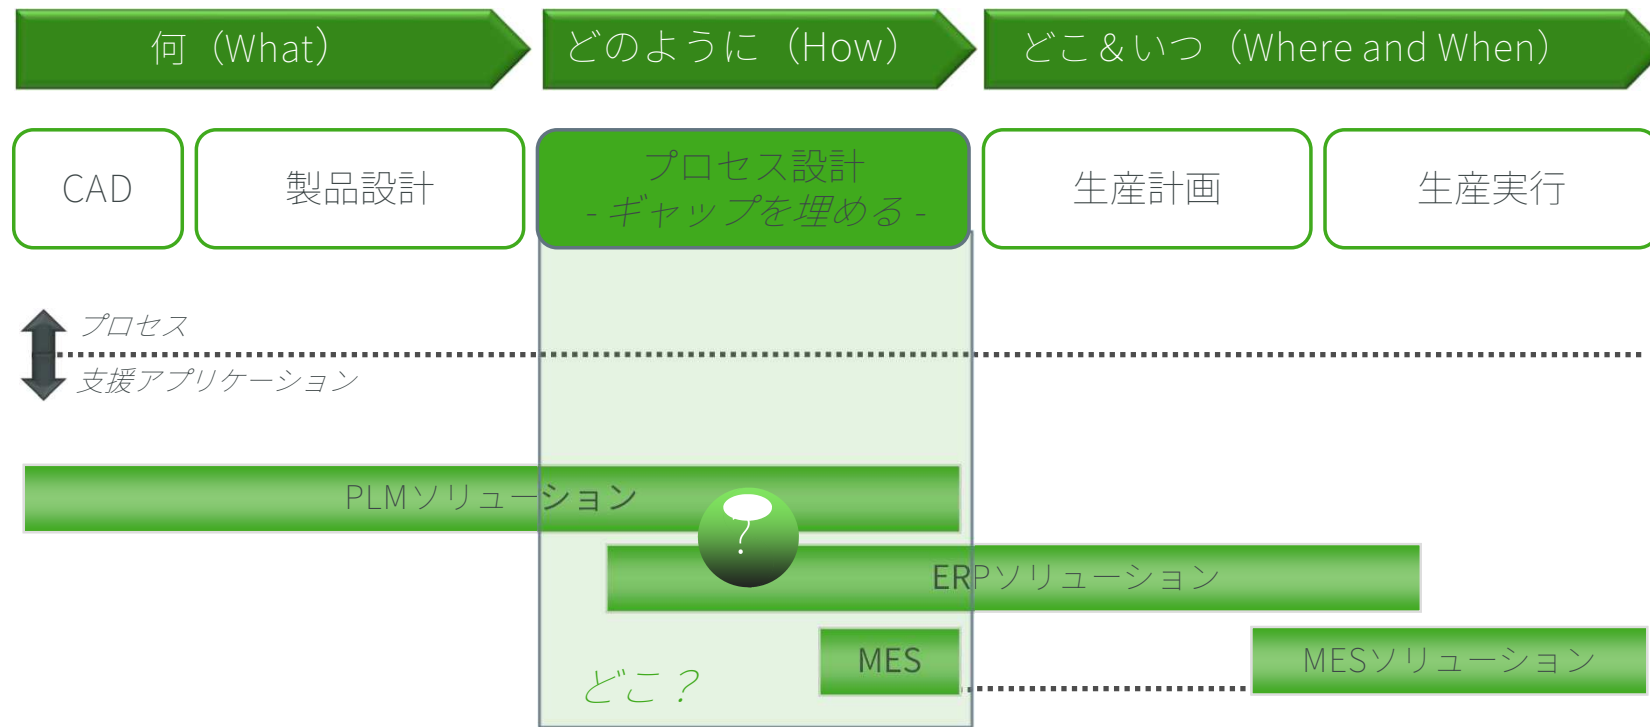 何（What）
どのように（How）
どこ＆いつ（Where and When）
CAD
製品設計
プロセス設計
- ギャップを埋める -
生産計画
生産実行
プロセス
支援アプリケーション
PLMソリューション
?
ERPソリューション
MES
MESソリューション
どこ？